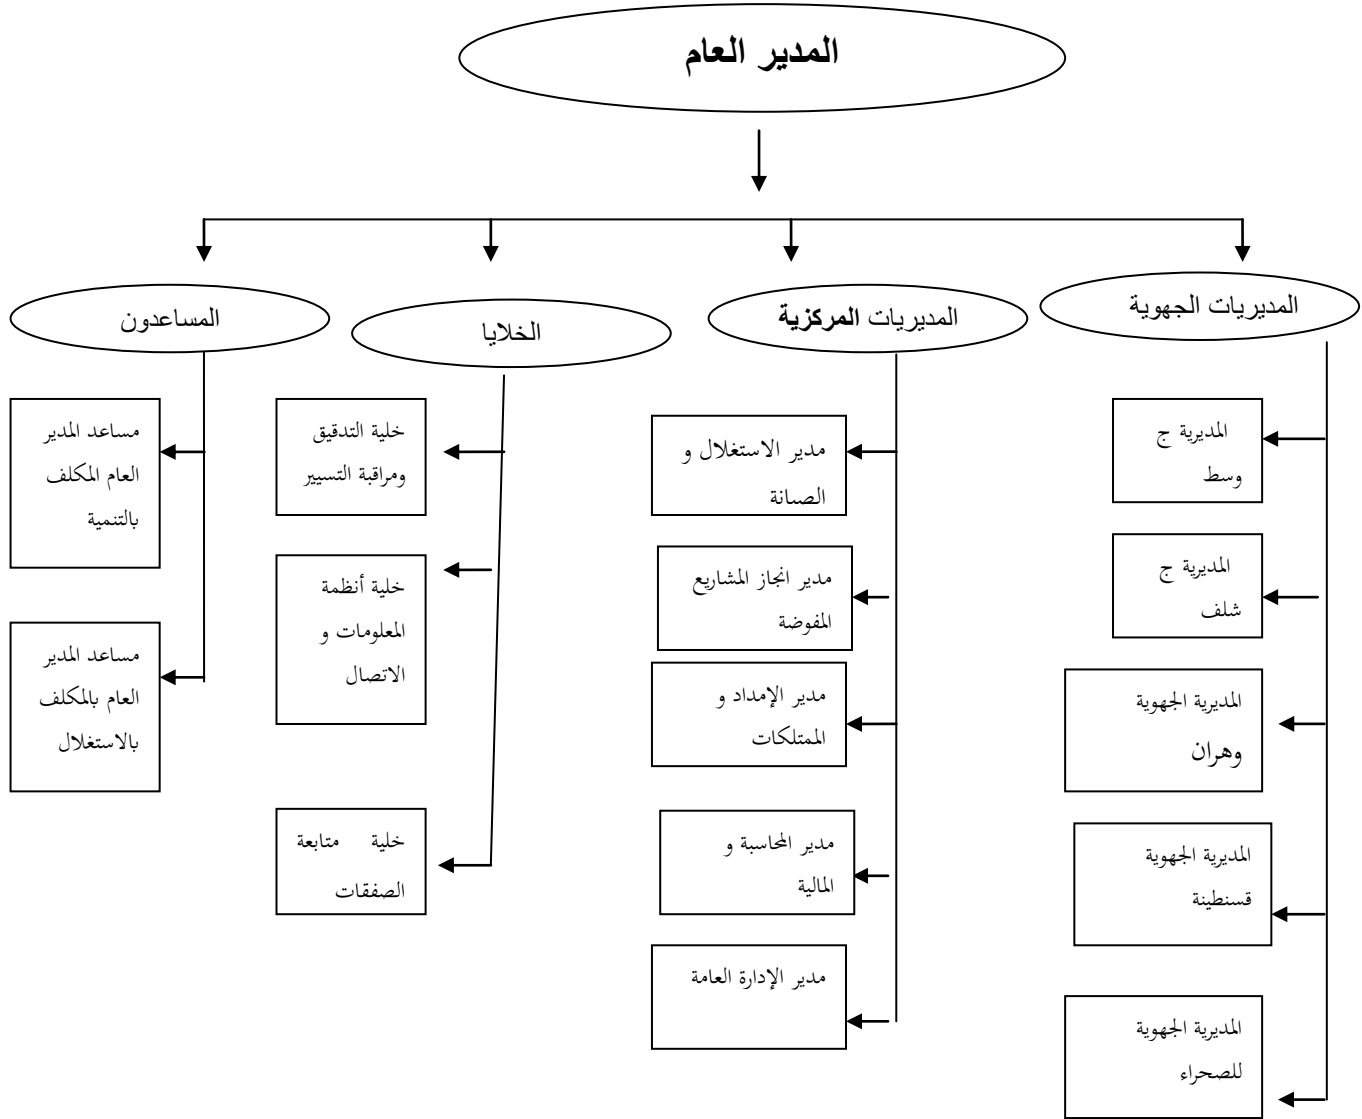 المدير العام
المديريات الجهوية
المديريات المركزية
الخلايا
المساعدون
المديرية ج
وسط
المديرية ج
شلف
المديرية الجهوية
وهران
المديرية الجهوية
قسنطينة
المديرية الجهوية
للصحراء
مدير الاستغلال و
الصيانة
مدير انجاز المشاريع
المفوضة
مدير الإمداد و
الممتلكات
مدير المحاسبة و
المالية
مدير الإدارة العامة
خلية التدقيق
ومراقبة التسيير
خلية أنظمة
المعلومات و
الاتصال
خلية متابعة
الصفقات
مساعد المدير
العام المكلف
بالتنمية
مساعد المدير
العام بالمكلف
بالاستغلال